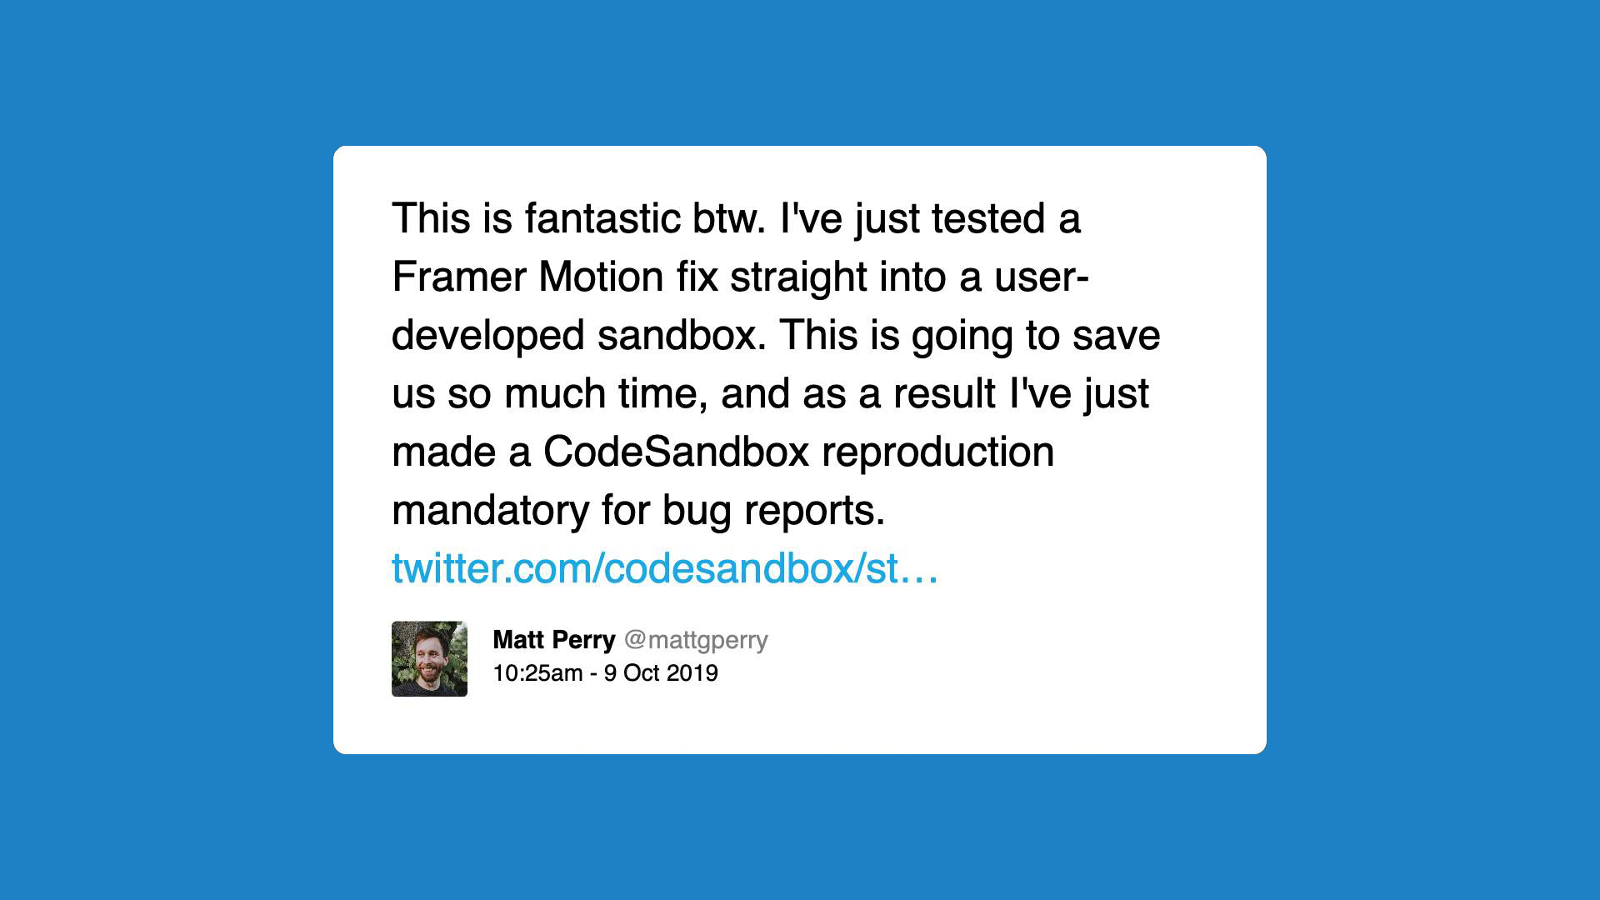 This is fantastic btw. I've just tested a
Framer Motion fix straight into a user-
developed sandbox. This is going to save
us so much time, and as a result I've just
made a CodeSandbox reproduction
mandatory for bug reports.
twitter.com/codesandbox/st…
Matt Perry @mattgperry
10:25am - 9 Oct 2019